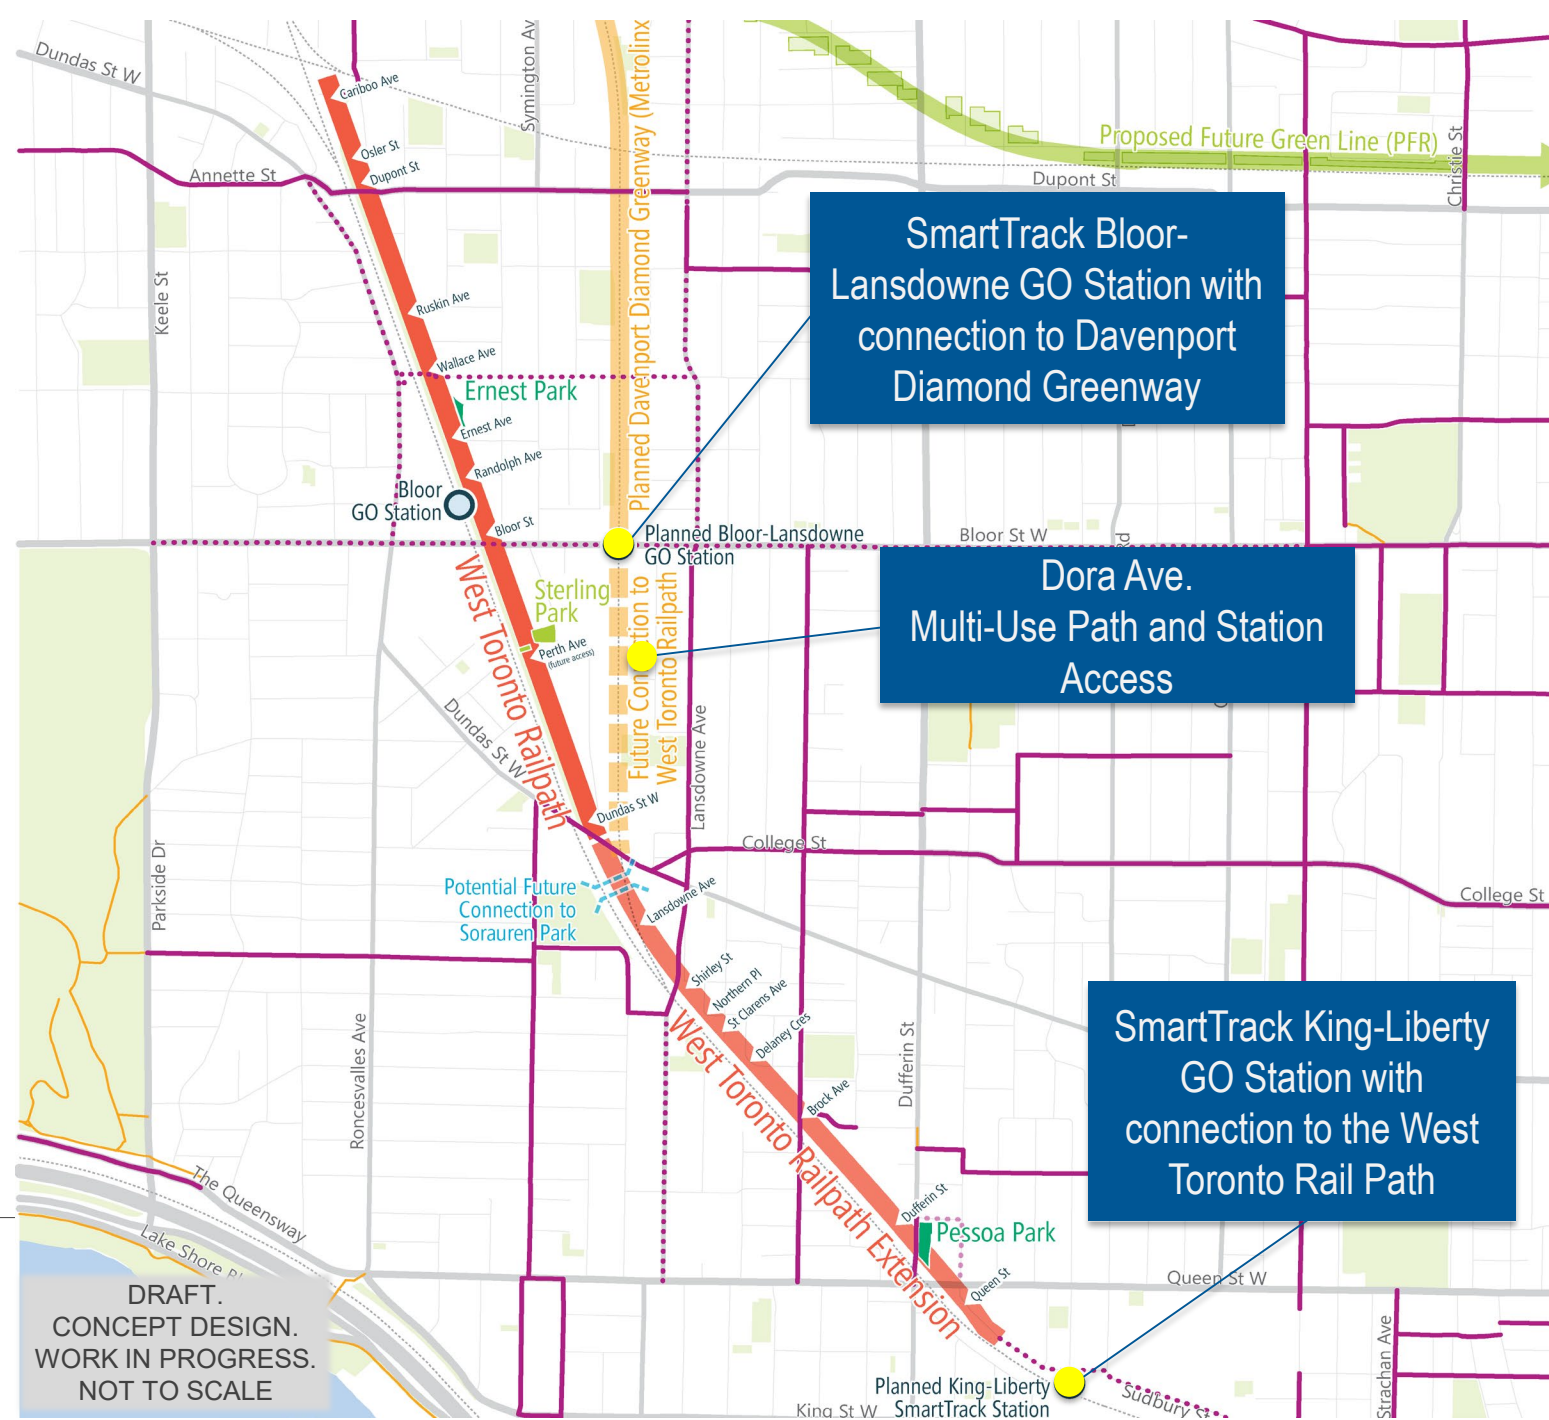 Dundas St W
Cariboo Ave
Symington Av
Osler St
Dupont St
Annette St
Planned Davenport Diamond Greenway (Metrolinx
Proposed Future Green Line (PFR)
Christie St
Dupont St
SmartTrack Bloor-
Lansdowne GO Station with
connection to Davenport
Diamond Greenway
Keele St
Ruskin Ave
Wallace Ave
Ernest Park
Ernest Ave
Randolph Ave
Bloor
GO Station
Bloor St
Planned Bloor-Lansdowne
GO Station
Bloor St W
Rd
Dora Ave.
Multi-Use Path and Station
Access
West Toronto Railpath
Sterling
Park
Perth Ave
(future access)
Future Con
tion to
West Toronto Railpath
Dundas St W
Lansdowne Ave
Dundas St W
College St
Parkside Dr
Potential Future
Connection to
Sorauren Park
Lansdowne Ave
College St
Shirley St
Northern Pl
St Clarens Ave
Delaney Cres
Roncesvalles Ave
West Toronto Railpath Extension
Brock Ave
Dufferin St
SmartTrack King-Liberty
GO Station with
connection to the West
Toronto Rail Path
The Queensway
Lake Shore
Dufferin St
Pessoa Park
Queen St
Queen St W
DRAFT.
CONCEPT DESIGN.
WORK IN PROGRESS.
NOT TO SCALE
Planned King-Liberty
SmartTrack Station
King St W
Sudbury St
Strachan Ave